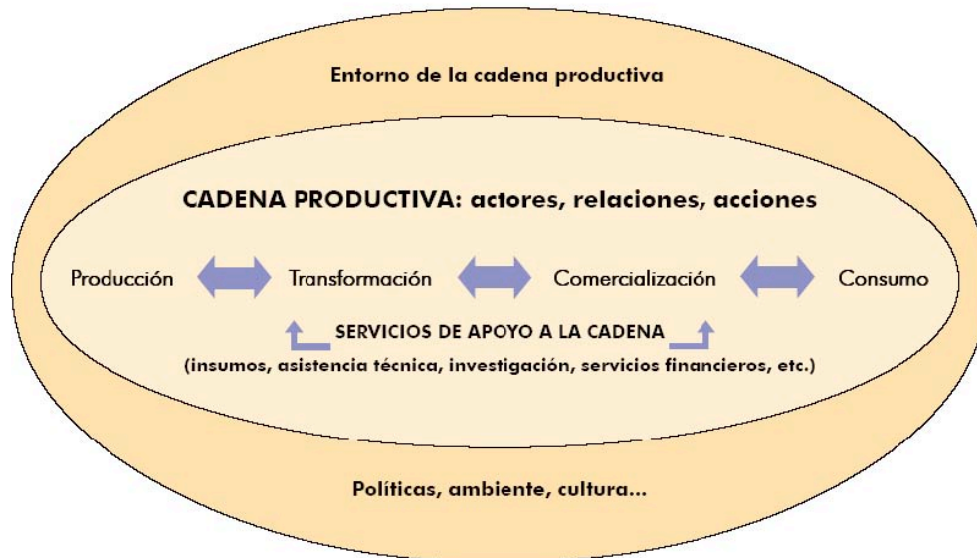 Entorno de la cadena productiva
CADENA PRODUCTIVA: actores, relaciones, acciones
Producción Transformación Comercialización Consumo
SERVICIOS DE APOYO A LA CADENA
(insumos, asistencia técnica, investigación, servicios financieros, etc.)
Políticas, ambiente, cultura...